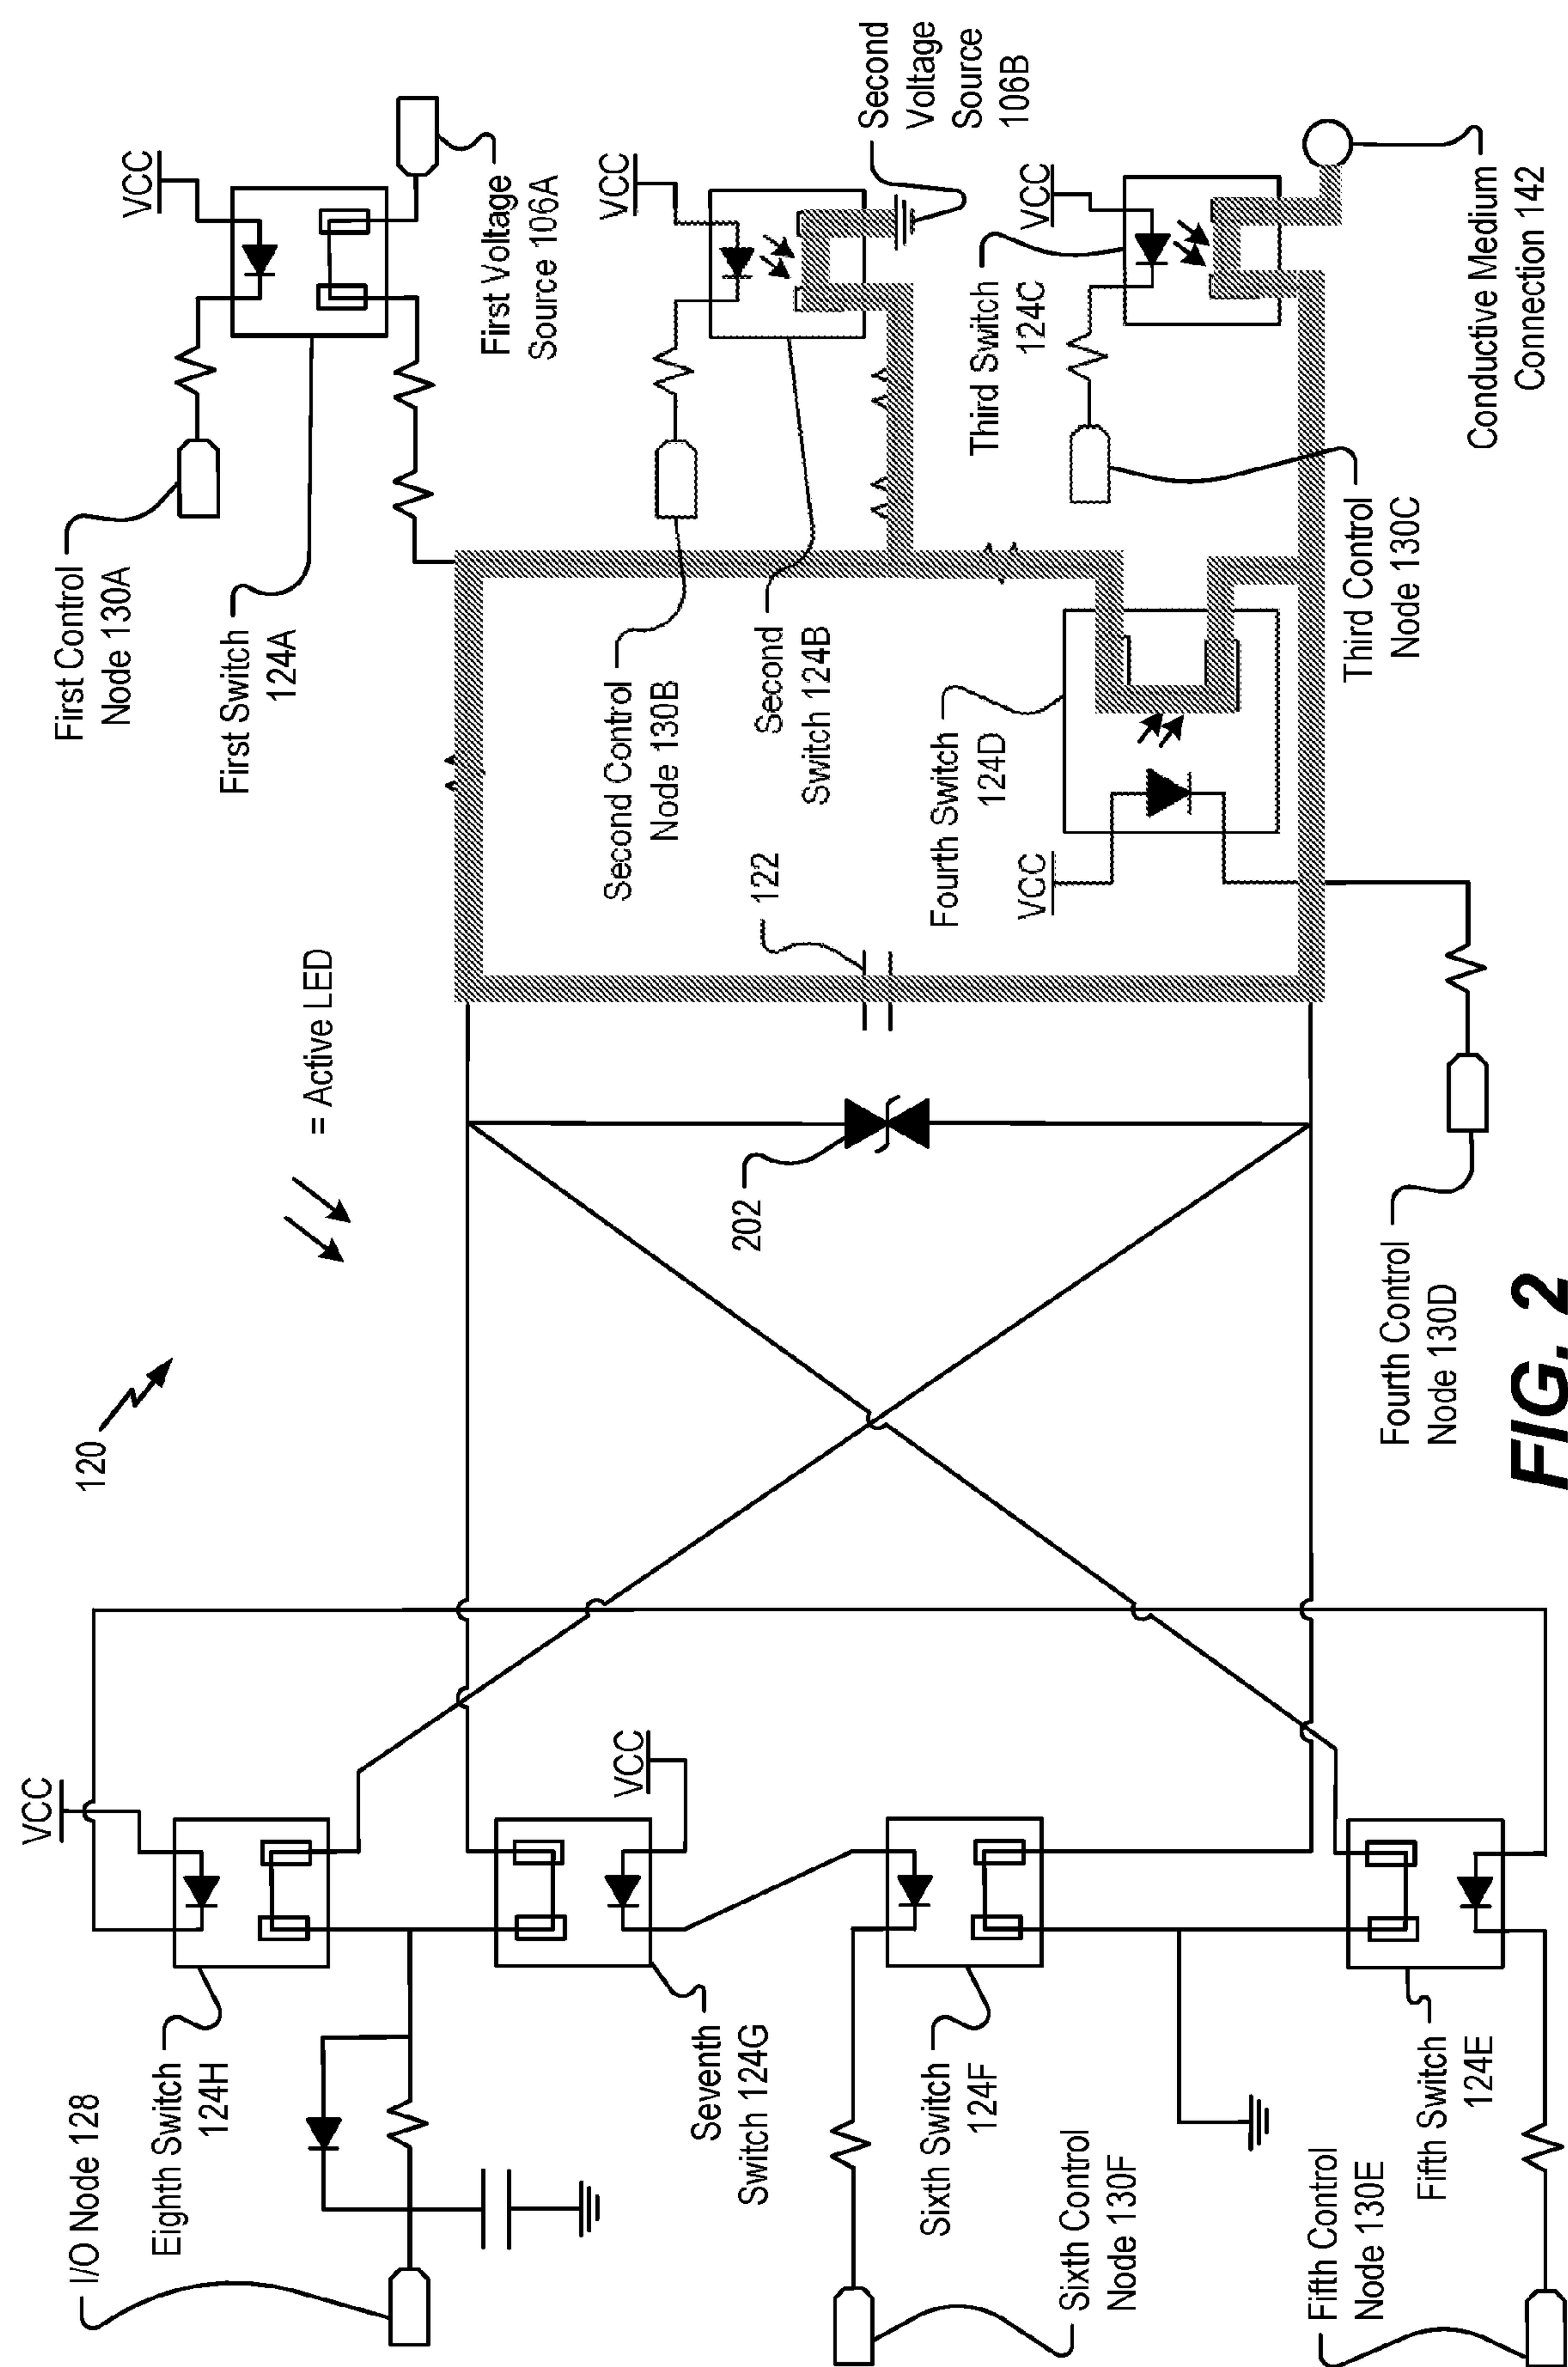 120
= Active LED
First Control
Node 130A
First Switch
124A
VCC
First Voltage
Source 106A
VCC
I/O Node 128
Eighth Switch
124H
Second Control
Node 130B
Second
Switch 124B
VCC
Second
Voltage
Source
106B
Seventh
Switch 124G
VCC
202
122
Fourth Switch
124D
VCC
Third Switch
124C
VCC
Sixth Switch
124F
Sixth Control
Node 130F
Third Control
Node 130C
Conductive Medium
Connection 142
Fifth Control
Node 130E
Fifth Switch
124E
Fourth Control
Node 130D
FIG. 2